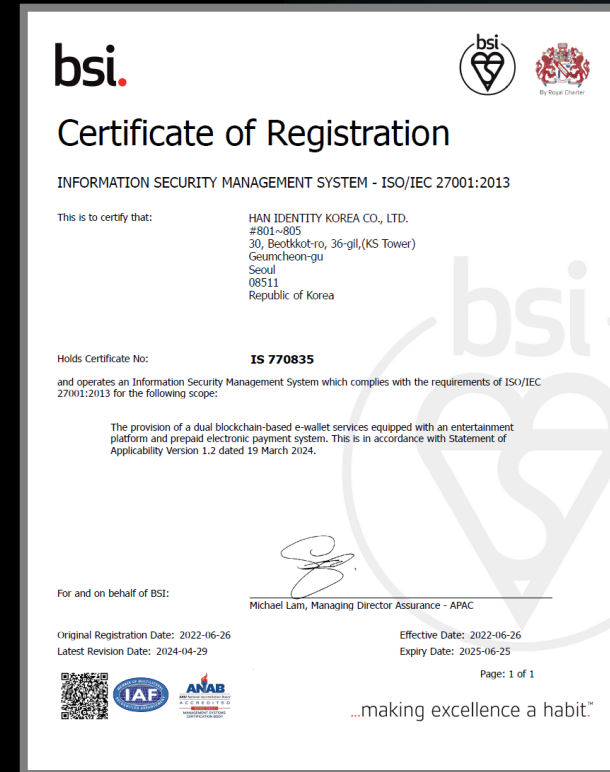 bsi.
bsi
By Royal Charter
Certificate of Registration
INFORMATION SECURITY MANAGEMENT SYSTEM - ISO/IEC 27001:2013
This is to certify that:
HAN IDENTITY KOREA CO., LTD.
#801~805
30, Beotkkot-ro, 36-gil,(KS Tower)
Geumcheon-gu
Seoul
08511
Republic of Korea
bsi
Holds Certificate No:
IS 770835
and operates an Information Security Management System which complies with the requirements of ISO/IEC
27001:2013 for the following scope:
The provision of a dual blockchain-based e-wallet services equipped with an entertainment
platform and prepaid electronic payment system. This is in accordance with Statement of
Applicability Version 1.2 dated 19 March 2024.
For and on behalf of BSI:
Michael Lam, Managing Director Assurance - APAC
Original Registration Date: 2022-06-26
Effective Date: 2022-06-26
Latest Revision Date: 2024-04-29
Expiry Date: 2025-06-25
Page: 1 of 1
IAF
ANAB
ACCREDITED
MANAGEMENT SYSTEMS
CERTIFICATION BODY
...making excellence a habit.™